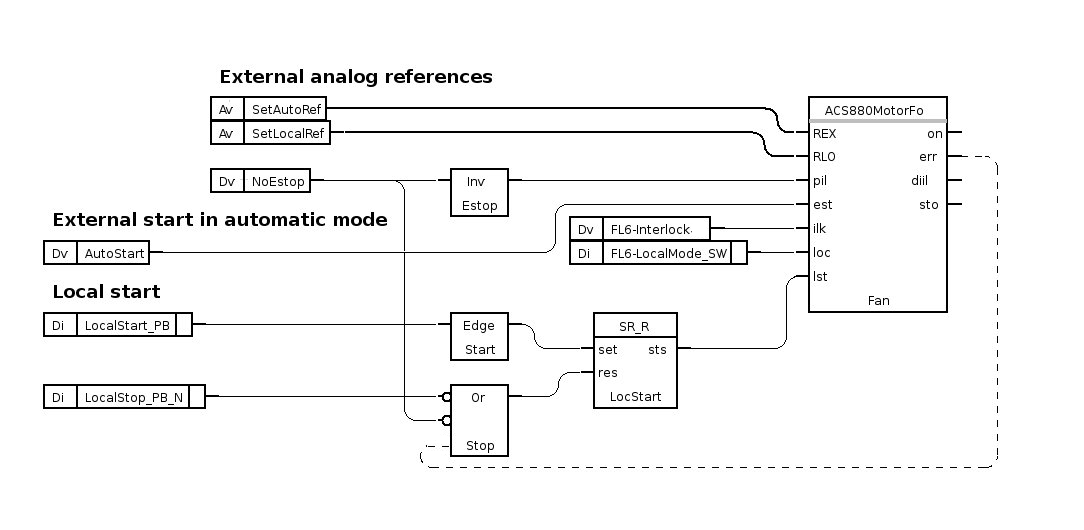 External analog references
Av SetAutoRef
Av SetLocalRef
ACS880MotorFo
REX on
RLO err
Dv NoEstop
Inv
Estop
pil diil
est sto
External start in automatic mode
Dv FL6-Interlock
ilk
Dv AutoStart
Di FL6-LocalMode_SW
loc
lst
Fan
Local start
Di LocalStart_PB
Edge
Start
SR_R
set sts
res
LocStart
Di LocalStop_PB_N
Or
Stop